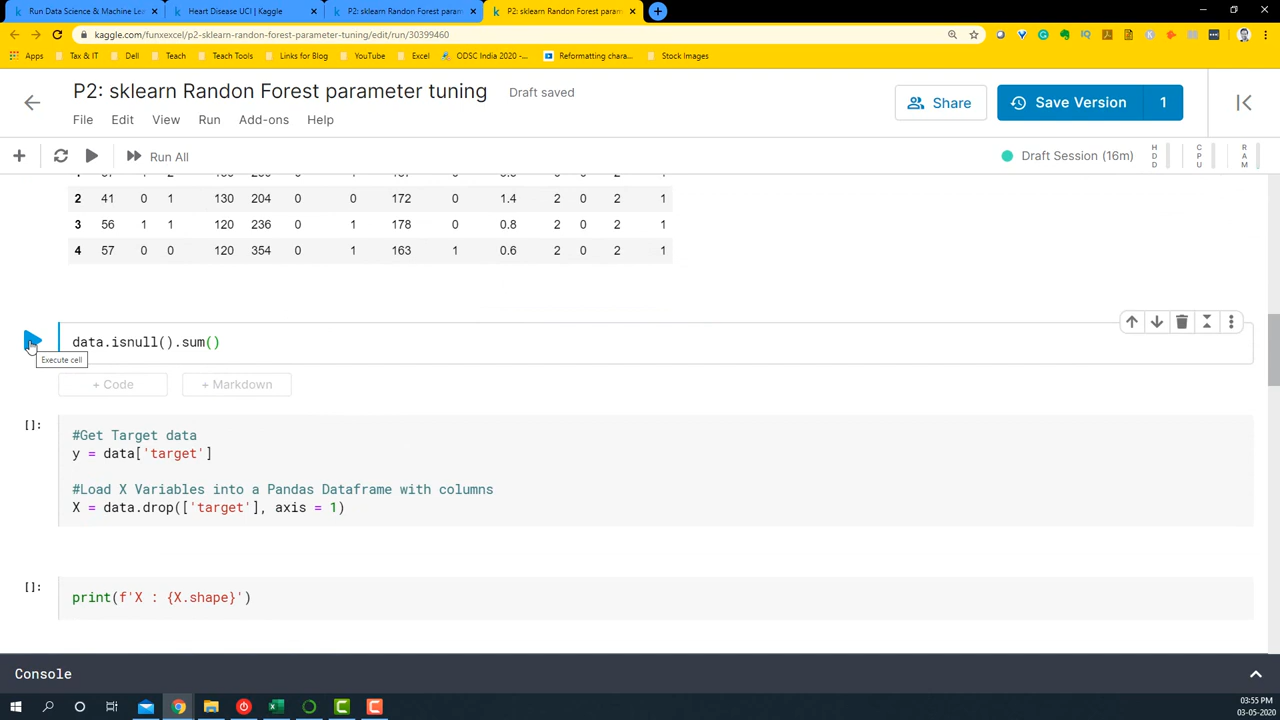 Run Data Science & Machine Le
Heart Disease UCI | Kaggle
P2: sklearn Random Forest param
P2: sklearn Random Forest param
kaggle.com/funxexcel/p2-sklearn-randon-forest-parameter-tuning/edit/run/30399460
Apps Tax & IT Dell Teach Teach Tools Links for Blog YouTube Excel ODSC India 2020 -... Reformatting chara... Stock Images
P2: sklearn Randon Forest parameter tuning Draft saved
Share Save Version 1
File Edit View Run Add-ons Help
Run All Draft Session (16m) HDD CPU RAM
2 41 0 1 130 204 0 0 172 0 1.4 2 0 2 1
3 56 1 1 120 236 0 1 178 0 0.8 2 0 2 1
4 57 0 0 120 354 0 1 163 1 0.6 2 0 2 1
data.isnull().sum()
Execute cell
+ Code + Markdown
[]:
#Get Target data
y = data['target']
#Load X Variables into a Pandas Dataframe with columns
X = data.drop(['target'], axis = 1)
[]:
print(f'X : {X.shape}')
Console
03:55 PM
03-05-2020